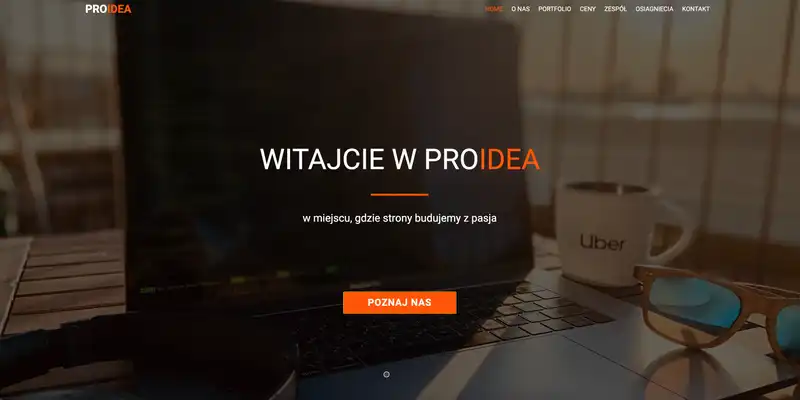 PROIDEA
HOME O NAS PORTFOLIO CENY ZESPÓŁ OSIAGNIECIA KONTAKT
WITAJCIE W PROIDEA
w miejscu, gdzie strony budujemy z pasja
Uber
POZNAJ NAS